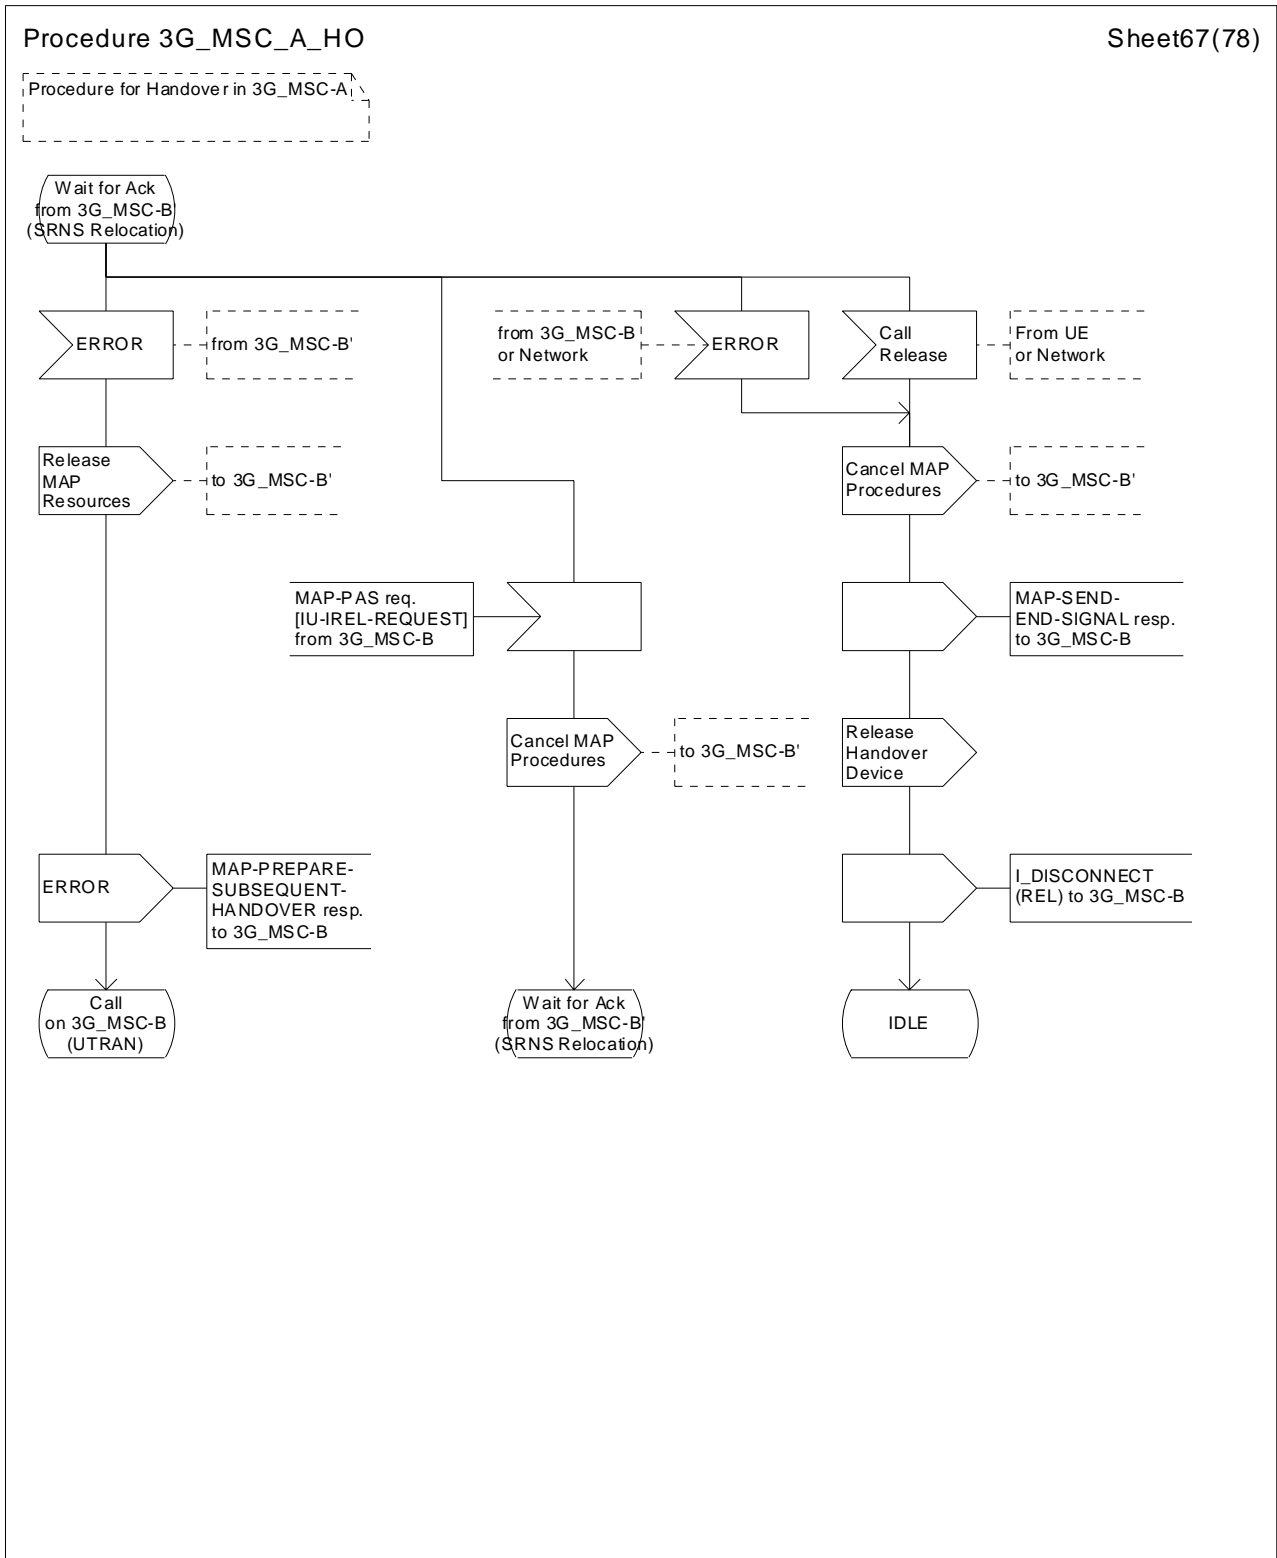 Procedure 3G_MSC_A_HO
Sheet67(78)
Procedure for Handover in 3G_MSC-A
Wait for Ack
from 3G_MSC-B'
(SRNS Relocation)
ERROR
from 3G_MSC-B'
from 3G_MSC-B
or Network
ERROR
Call
Release
From UE
or Network
Release
MAP
Resources
to 3G_MSC-B'
Cancel MAP
Procedures
to 3G_MSC-B'
MAP-PAS req.
[IU-IREL-REQUEST]
from 3G_MSC-B
MAP-SEND-
END-SIGNAL resp.
to 3G_MSC-B
Cancel MAP
Procedures
to 3G_MSC-B'
Release
Handover
Device
ERROR
MAP-PREPARE-
SUBSEQUENT-
HANDOVER resp.
to 3G_MSC-B
I_DISCONNECT
(REL) to 3G_MSC-B
Call
on 3G_MSC-B
(UTRAN)
Wait for Ack
from 3G_MSC-B'
(SRNS Relocation)
IDLE